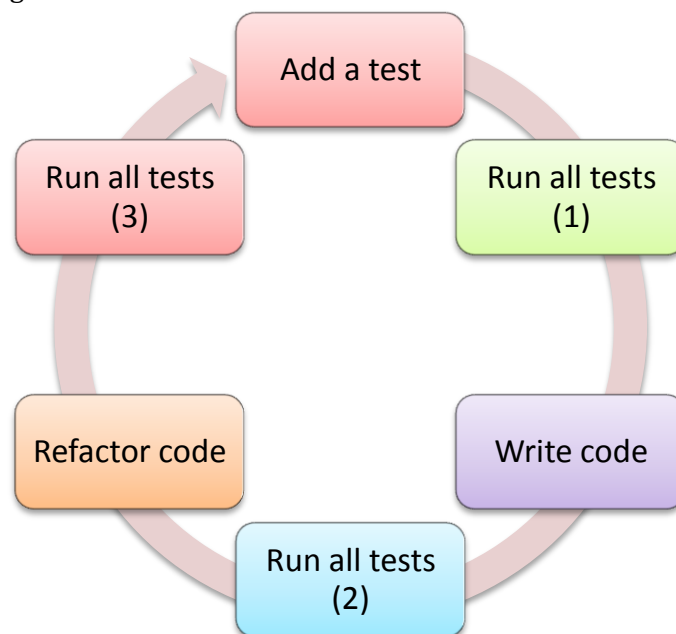 Add a test
Run all tests
(1)
Write code
Run all tests
(2)
Refactor code
Run all tests
(3)